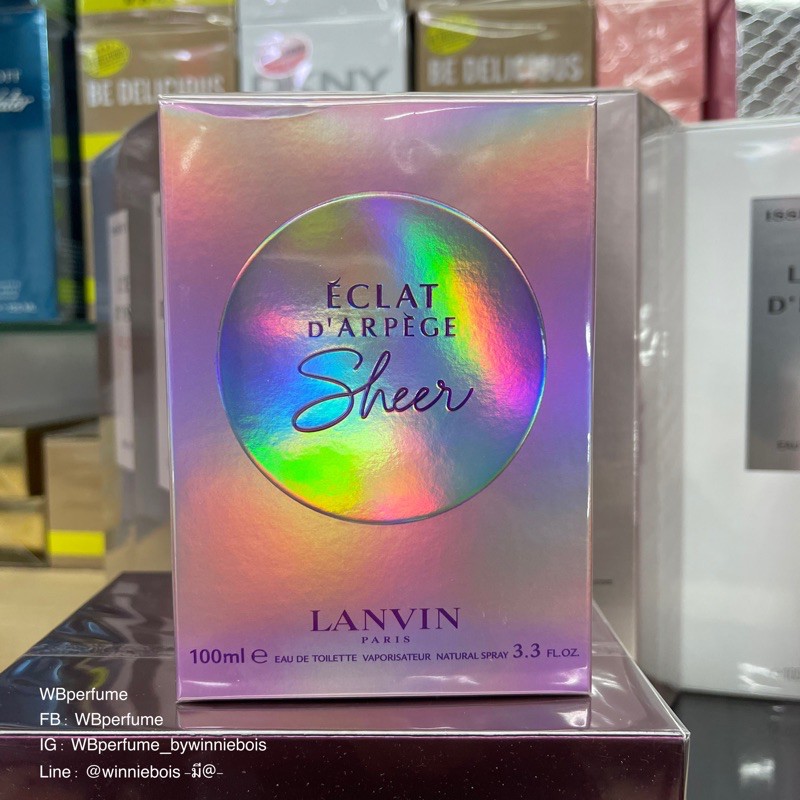 BE DELICIOUS
DKNY
BE DELICIOUS
ÉCLAT
D'ARPÈGE
Sheer
LANVIN
PARIS
100ml e EAU DE TOILETTE VAPORISATEUR NATURAL SPRAY 3.3 FL.OZ.
WBperfume
FB: WBperfume
IG: WBperfume_bywinniebois
Line: @winniebois -มี@-